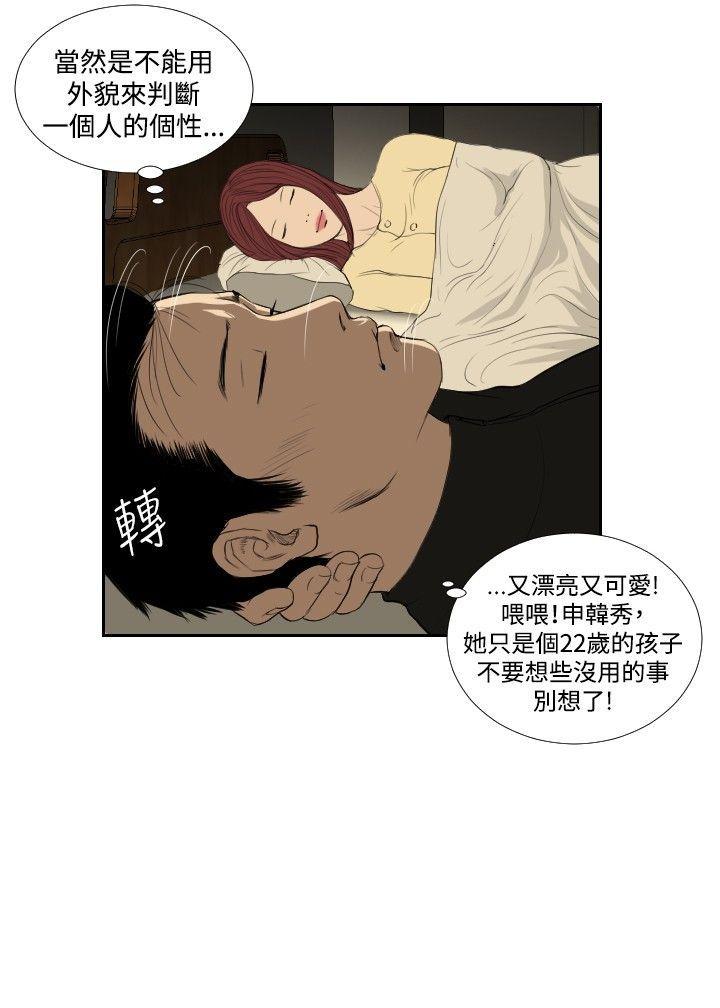 當然是不能用
外貌來判斷
一個人的個性...
轉
...又漂亮又可愛!
喂喂!申韓秀,
她只是個22歲的孩子
不要想些沒用的事
別想了!